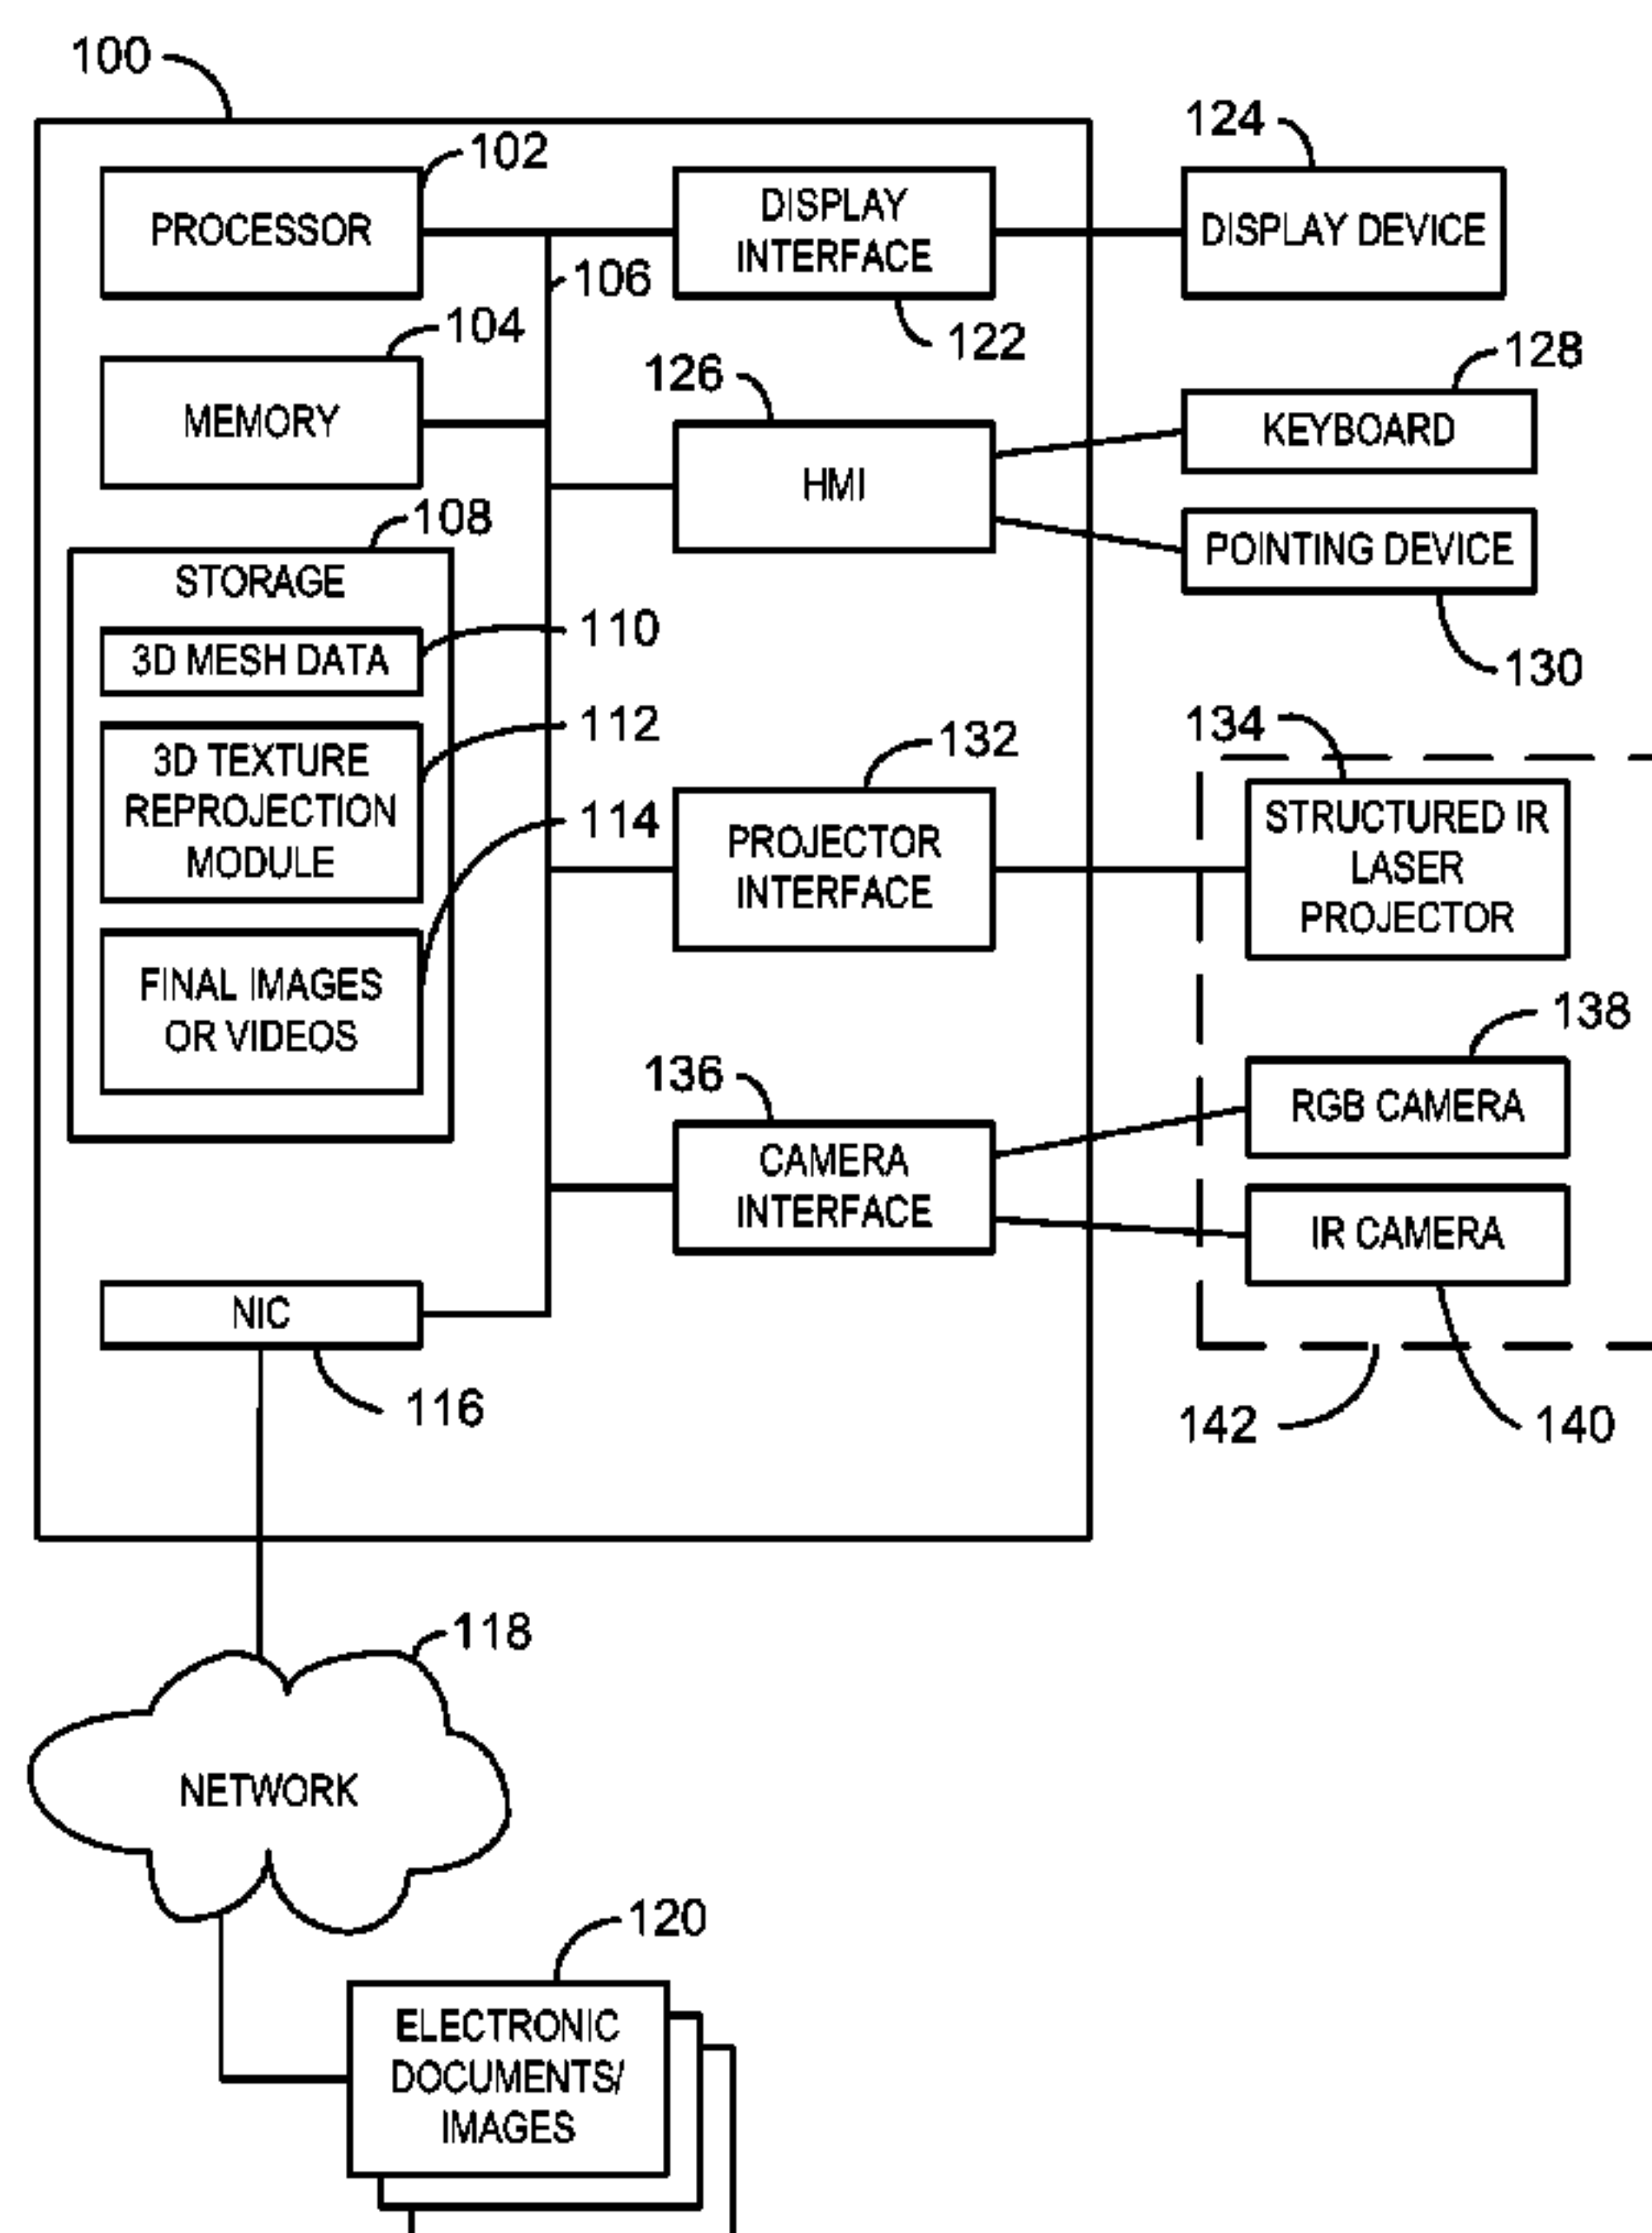 100
102
PROCESSOR
DISPLAY
INTERFACE
124
DISPLAY DEVICE
106
104
122
MEMORY
126
HMI
128
KEYBOARD
POINTING DEVICE
130
108
STORAGE
110
3D MESH DATA
112
3D TEXTURE
REPROJECTION
MODULE
114
FINAL IMAGES
OR VIDEOS
132
PROJECTOR
INTERFACE
134
STRUCTURED IR
LASER
PROJECTOR
136
CAMERA
INTERFACE
138
RGB CAMERA
IR CAMERA
142
140
NIC
116
118
NETWORK
120
ELECTRONIC
DOCUMENTS/
IMAGES